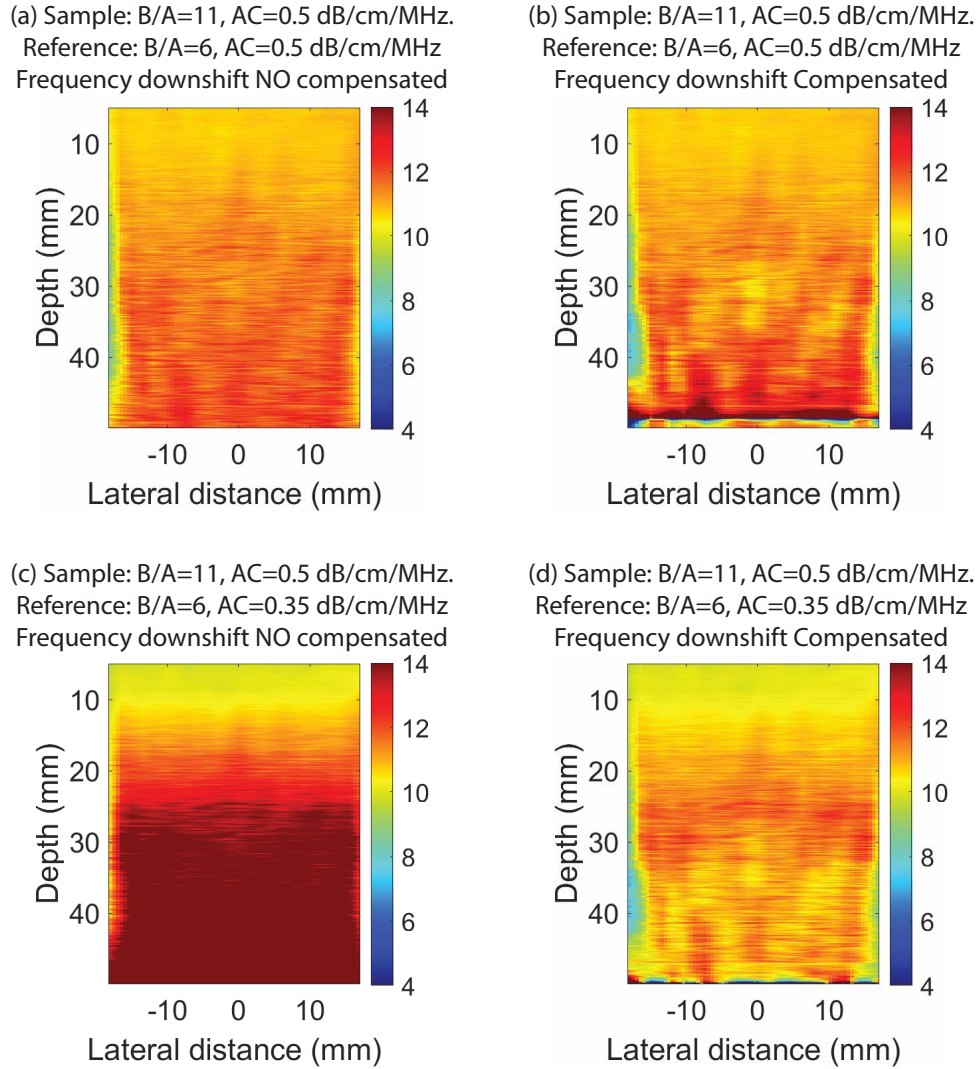 (a) Sample: B/A=11, AC=0.5 dB/cm/MHz.
Reference: B/A=6, AC=0.5 dB/cm/MHz
Frequency downshift NO compensated
14
12
10
8
6
4
10
20
30
40
Depth (mm)
-10 0 10
Lateral distance (mm)
(b) Sample: B/A=11, AC=0.5 dB/cm/MHz.
Reference: B/A=6, AC=0.5 dB/cm/MHz
Frequency downshift Compensated
14
12
10
8
6
4
10
20
30
40
Depth (mm)
-10 0 10
Lateral distance (mm)
(c) Sample: B/A=11, AC=0.5 dB/cm/MHz.
Reference: B/A=6, AC=0.35 dB/cm/MHz
Frequency downshift NO compensated
14
12
10
8
6
4
10
20
30
40
Depth (mm)
-10 0 10
Lateral distance (mm)
(d) Sample: B/A=11, AC=0.5 dB/cm/MHz.
Reference: B/A=6, AC=0.35 dB/cm/MHz
Frequency downshift Compensated
14
12
10
8
6
4
10
20
30
40
Depth (mm)
-10 0 10
Lateral distance (mm)